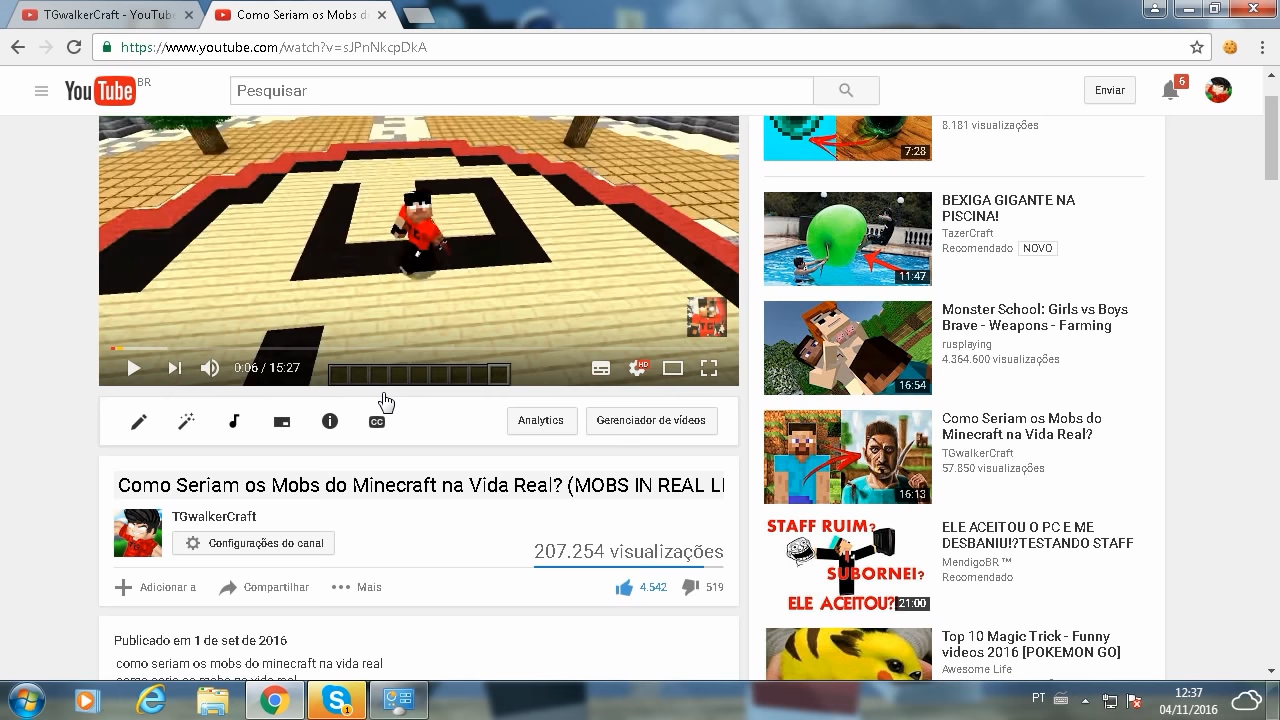 TGwalkerCraft - YouTube
Como Seriam os Mobs do
https://www.youtube.com/watch?v=sJPnNkcpDkA
YouTube BR
Pesquisar
Enviar
6
8.181 visualizações
7:28
BEXIGA GIGANTE NA
PISCINA!
TazerCraft
Recomendado NOVO
11:47
Monster School: Girls vs Boys
Brave - Weapons - Farming
rusplaying
4.364.600 visualizações
16:54
0:06 / 15:27
HD
CC
Analytics
Gerenciador de vídeos
Como Seriam os Mobs do
Minecraft na Vida Real?
TGwalkerCraft
57.850 visualizações
16:13
Como Seriam os Mobs do Minecraft na Vida Real? (MOBS IN REAL LI
TGwalkerCraft
Configurações do canal
207.254 visualizações
Adicionar a
Compartilhar
Mais
4.542
519
STAFF RUIM?
SUBORNEI?
ELE ACEITOU?
21:00
ELE ACEITOU O PC E ME
DESBANIU!?TESTANDO STAFF
MendigoBR ™
Recomendado
Publicado em 1 de set de 2016
como seriam os mobs do minecraft na vida real
Top 10 Magic Trick - Funny
videos 2016 [POKEMON GO]
Awesome Life
PT
12:37
04/11/2016